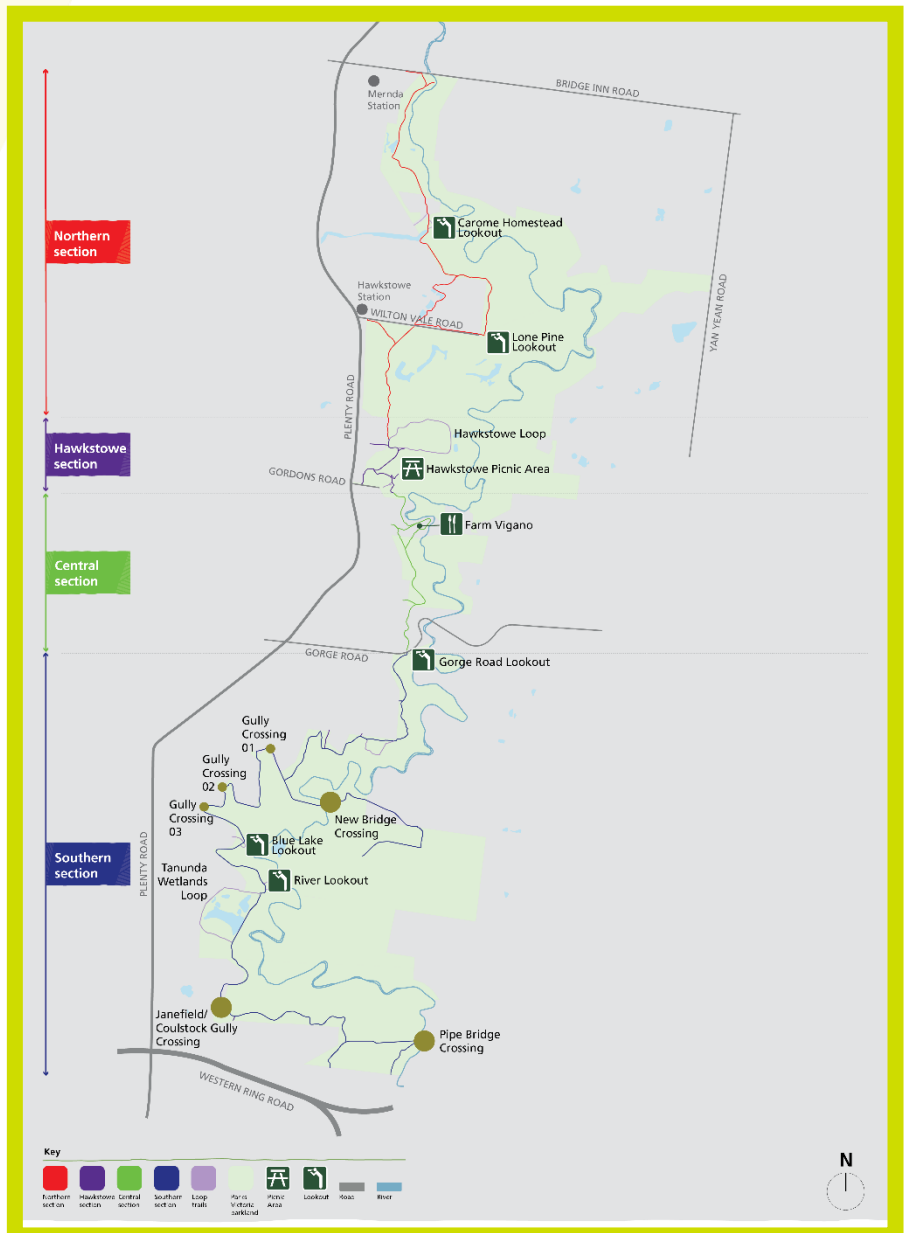 BRIDGE INN ROAD
Mernda
Station
Northern
section
Carome Homestead
Lookout
Hawkstowe
Station
WILTON VALE ROAD
YAN YEAN ROAD
Lone Pine
Lookout
PLENTY ROAD
Hawkstowe
section
Hawkstowe Loop
Hawkstowe Picnic Area
GORDONS ROAD
Farm Vigano
Central
section
GORGE ROAD
Gorge Road Lookout
Gully
Crossing
01
Gully
Crossing
02
Gully
Crossing
03
New Bridge
Crossing
Blue Lake
Lookout
PLENTY ROAD
Southern
section
Tanunda
Wetlands
Loop
River Lookout
Janefield/
Coulstock Gully
Crossing
Pipe Bridge
Crossing
WESTERN RING ROAD
Key
Northern
section
Hawkstowe
section
Central
section
Southern
section
Loop
trails
Parks
Victoria
parkland
Picnic
Area
Lookout
Road
River
N